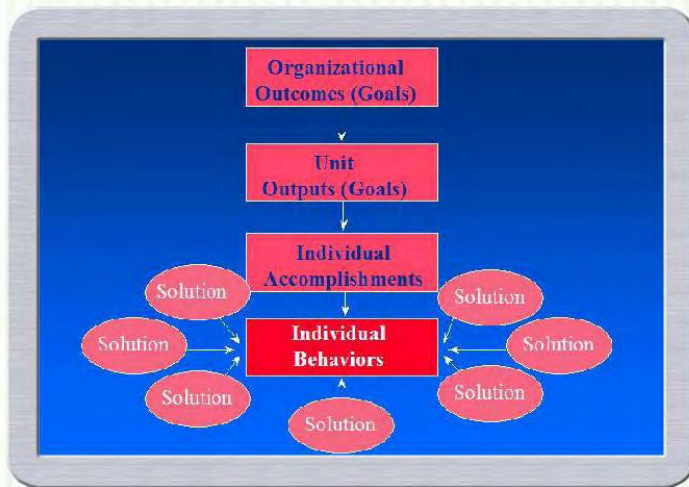 Organizational
Outcomes (Goals)
Unit
Outputs (Goals)
Individual
Accomplishments
Solution
Solution
Individual
Behaviors
Solution
Solution
Solution
Solution
Solution